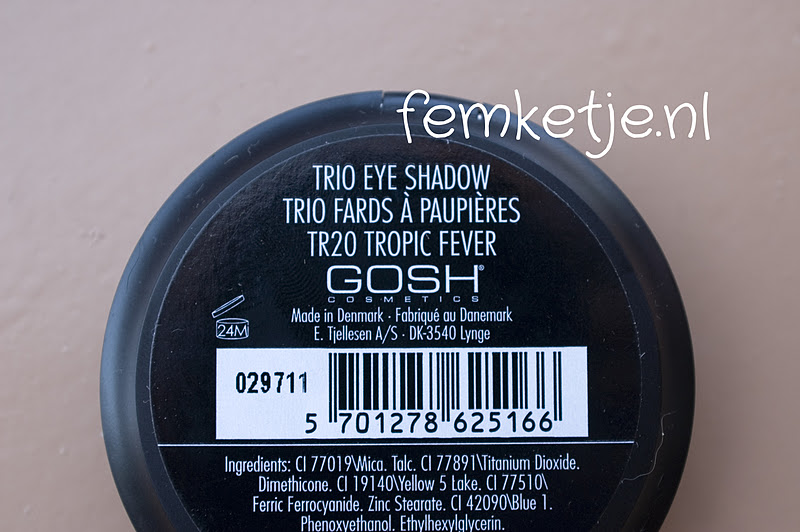 femketje.nl
TRIO EYE SHADOW
TRIO FARDS À PAUPIÈRES
TR20 TROPIC FEVER
GOSH®
COSMETICS
Made in Denmark · Fabriqué au Danemark
E. Tjellesen A/S · DK-3540 Lynge
24M
029711
5 701278 625166
Ingredients: CI 77019\Mica. Talc. CI 77891\Titanium Dioxide.
Dimethicone. CI 19140\Yellow 5 Lake. CI 77510\
Ferric Ferrocyanide. Zinc Stearate. CI 42090\Blue 1.
Phenoxyethanol. Ethylhexylglycerin.